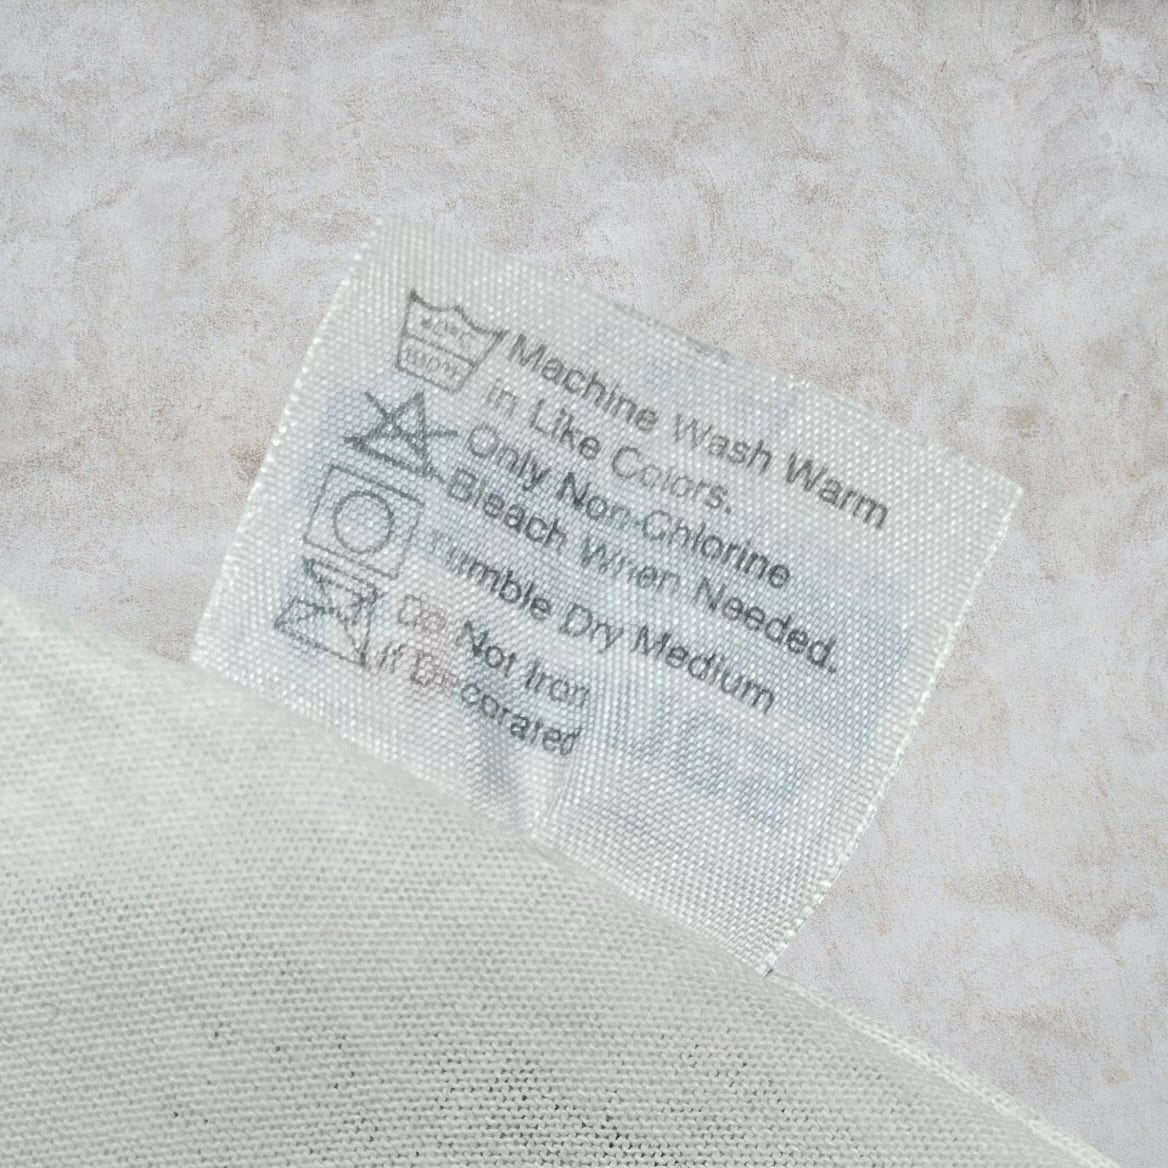 Machine Wash Warm
in Like Colors.
Only Non-Chlorine
Bleach When Needed.
Tumble Dry Medium
Do Not Iron
If Decorated